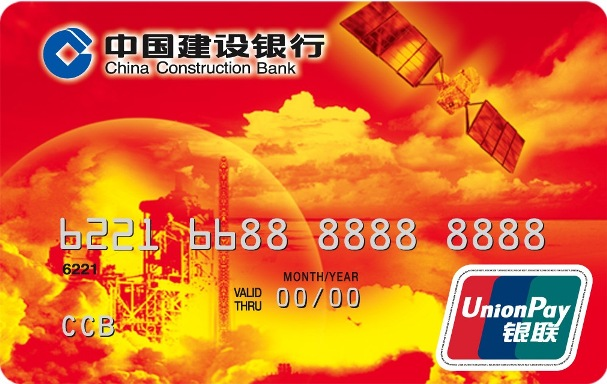 中国建设银行
China Construction Bank
6221 6688 8888 8888
6221
MONTH/YEAR
VALID THRU 00/00
CCB
UnionPay
银联